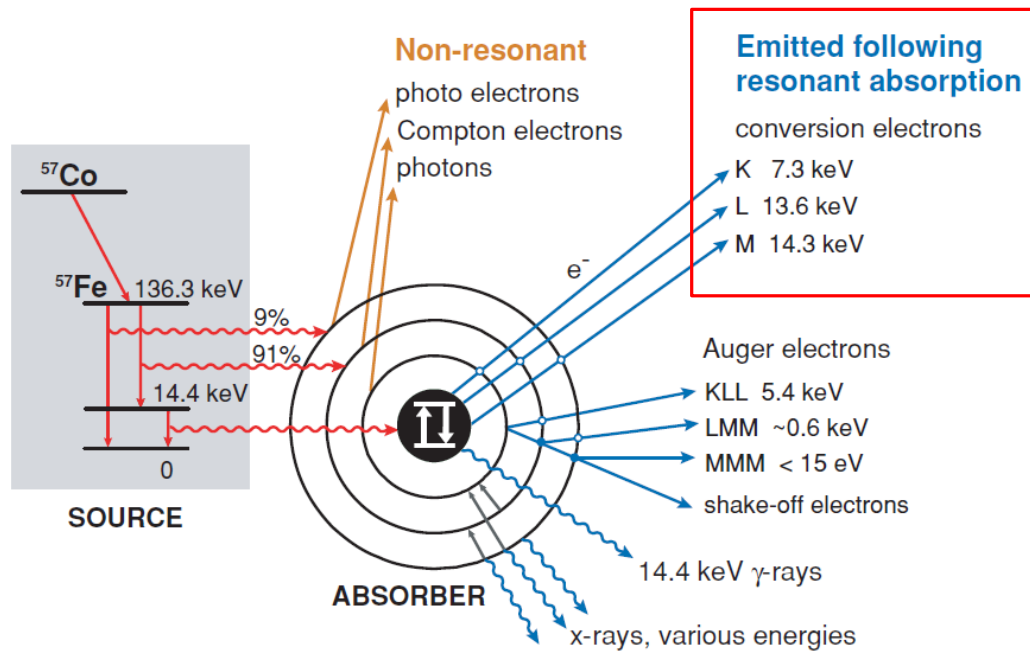 Non-resonant
photo electrons
Compton electrons
photons
Emitted following
resonant absorption
conversion electrons
K 7.3 keV
L 13.6 keV
M 14.3 keV
e⁻
⁵⁷Co
⁵⁷Fe 136.3 keV
9%
91%
14.4 keV
0
SOURCE
ABSORBER
Auger electrons
KLL 5.4 keV
LMM ~0.6 keV
MMM < 15 eV
shake-off electrons
14.4 keV γ-rays
x-rays, various energies